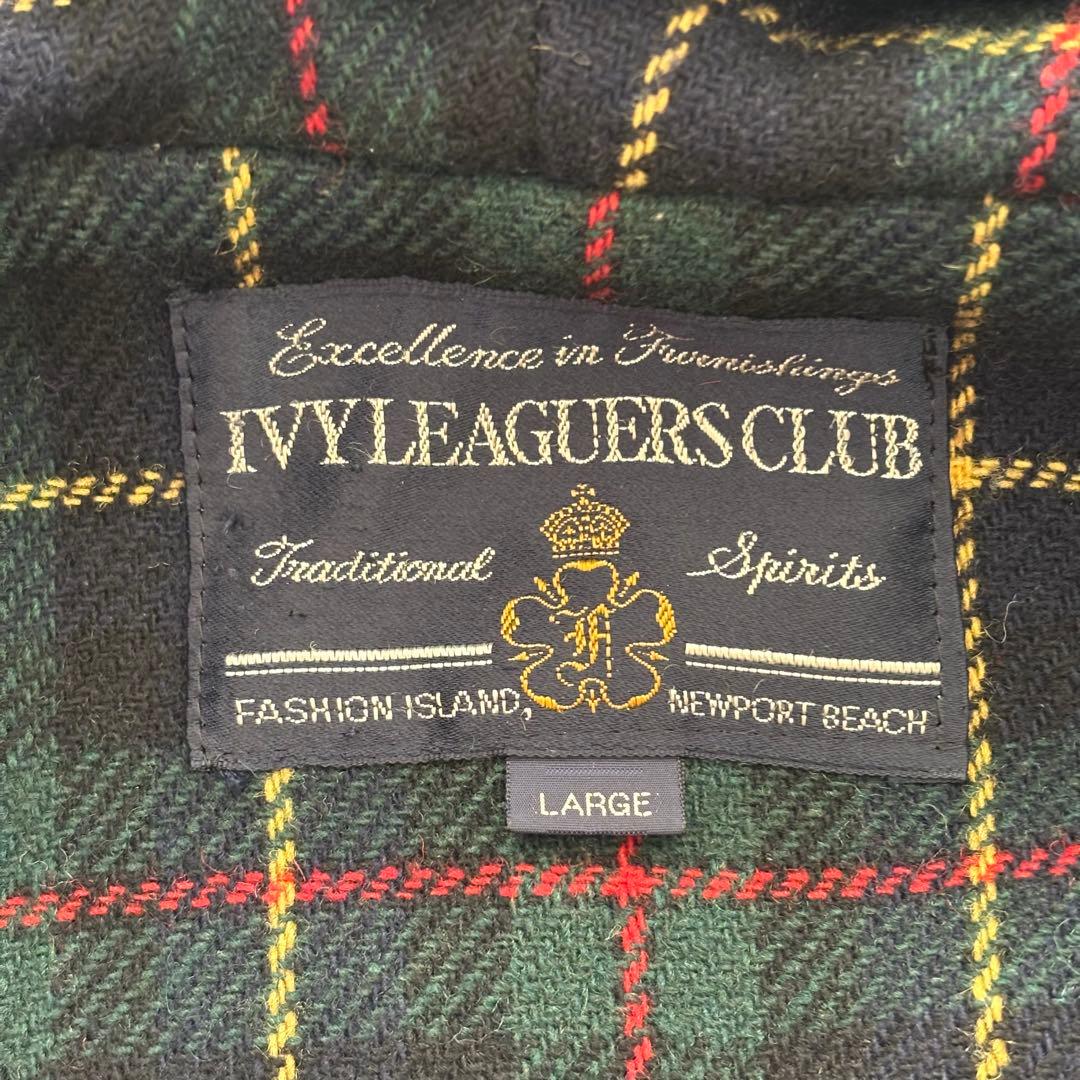 Excellence in Furnishings
IVY LEAGUERS CLUB
Traditional Spirits
FASHION ISLAND, NEWPORT BEACH
LARGE